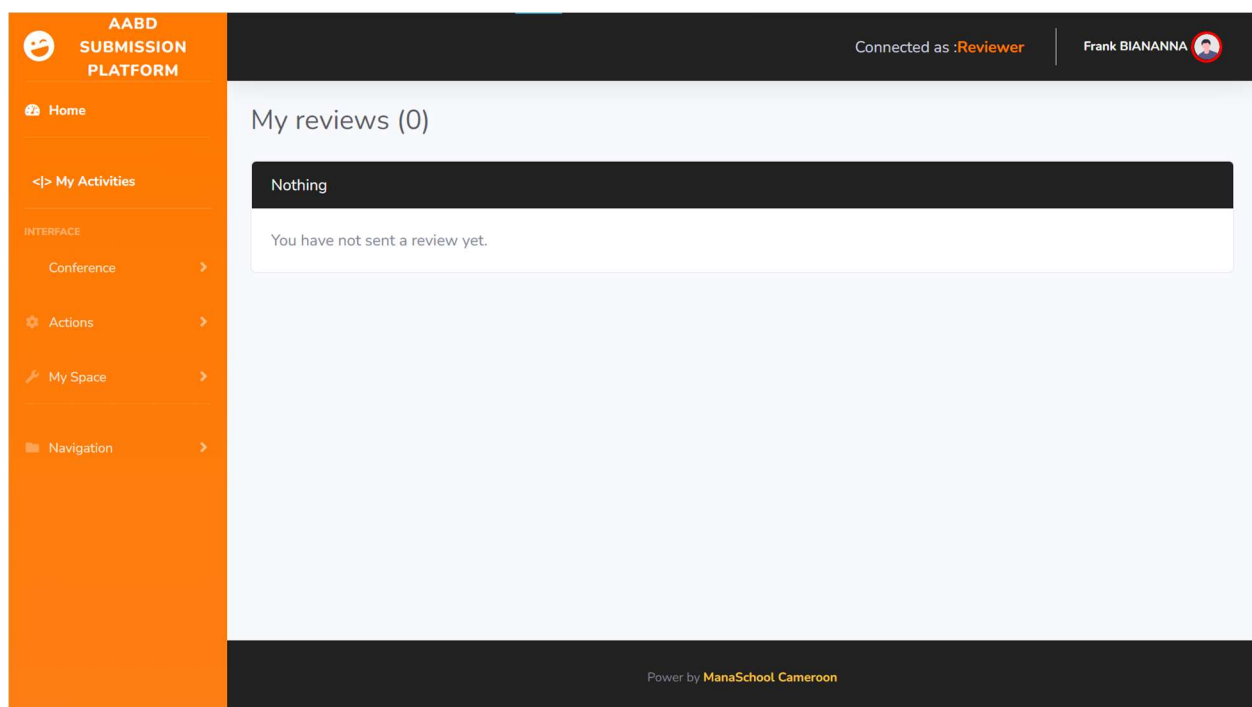 AABD
SUBMISSION
PLATFORM
Connected as :Reviewer
Frank BIANANNA
Home
<|> My Activities
INTERFACE
Conference
Actions
My Space
Navigation
My reviews (0)
Nothing
You have not sent a review yet.
Power by ManaSchool Cameroon